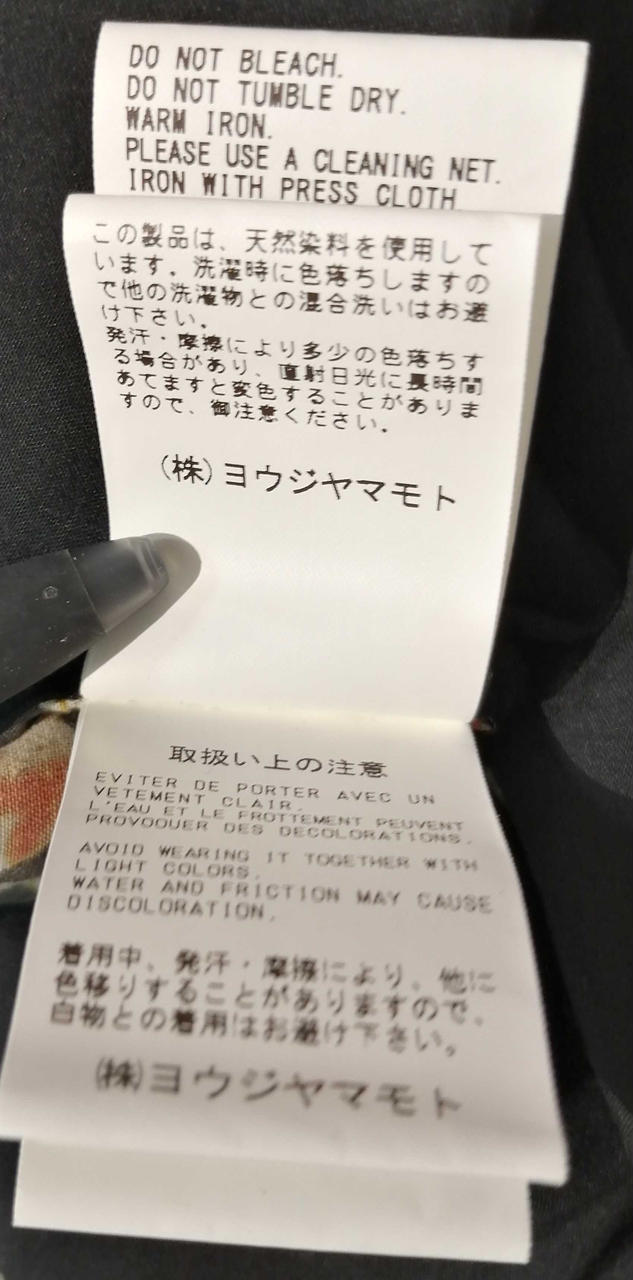 DO NOT BLEACH.
DO NOT TUMBLE DRY.
WARM IRON.
PLEASE USE A CLEANING NET.
IRON WITH PRESS CLOTH
この製品は、天然染料を使用して
います。洗濯時に色落ちしますの
で他の洗濯物との混合洗いはお避
け下さい。
発汗・摩擦により多少の色落ちす
る場合があり、直射日光に長時間
あてますと変色することがありま
すので、御注意ください。
(株)ヨウジヤマモト
取扱い上の注意
EVITER DE PORTER AVEC UN
VETEMENT CLAIR.
L'EAU ET LE FROTTEMENT PEUVENT
PROVOOUER DES DECOLORATIONS.
AVOID WEARING IT TOGETHER WITH
LIGHT COLORS.
WATER AND FRICTION MAY CAUSE
DISCOLORATION.
着用中、発汗・摩擦により、他に
色移りすることがありますので、
白物との着用はお避け下さい。
(株)ヨウジヤマモト